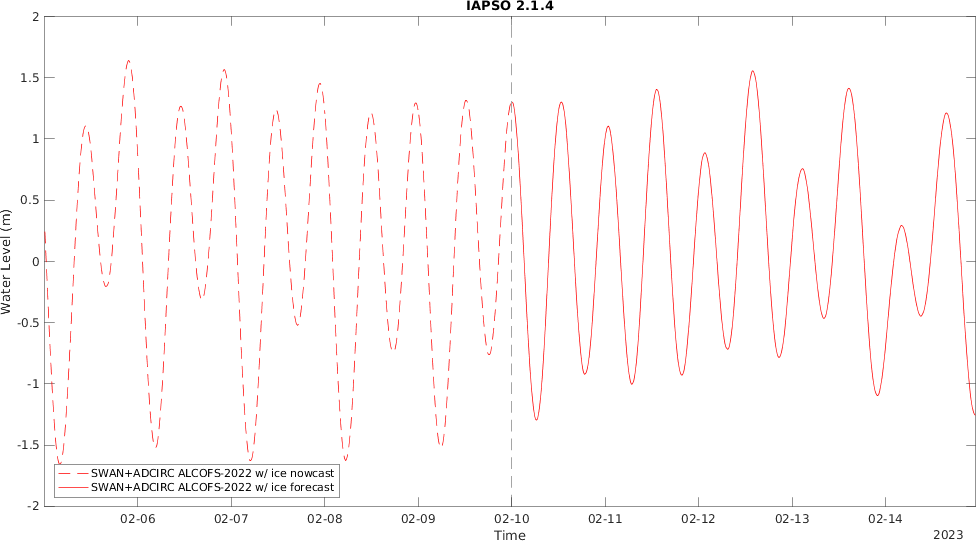 IAPSO 2.1.4
2
1.5
1
0.5
0
-0.5
-1
-1.5
-2
Water Level (m)
SWAN+ADCIRC ALCOFS-2022 w/ ice nowcast
SWAN+ADCIRC ALCOFS-2022 w/ ice forecast
02-06 02-07 02-08 02-09 02-10 02-11 02-12 02-13 02-14
Time
2023